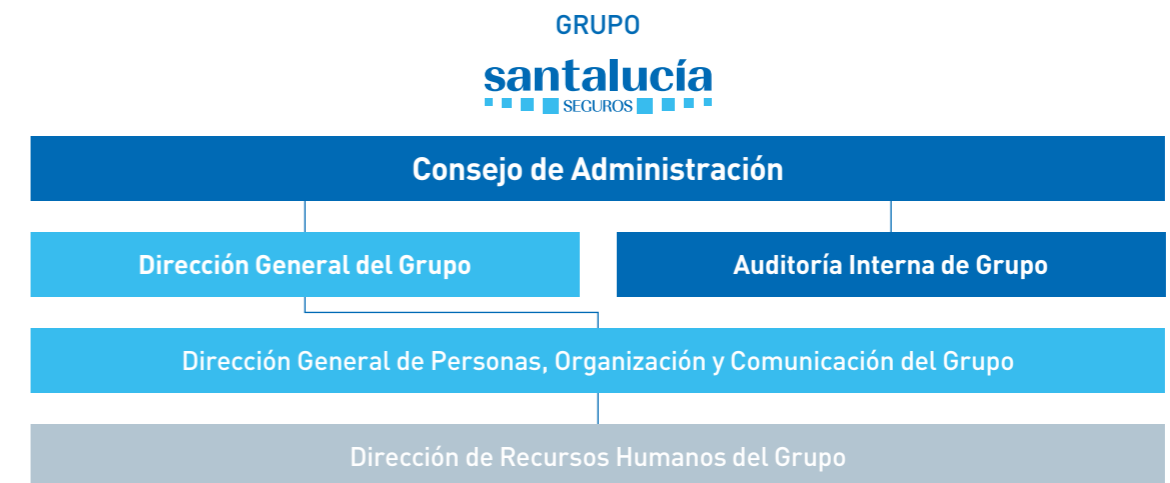 GRUPO
santalucía
SEGUROS
Consejo de Administración
Dirección General del Grupo
Auditoría Interna de Grupo
Dirección General de Personas, Organización y Comunicación del Grupo
Dirección de Recursos Humanos del Grupo